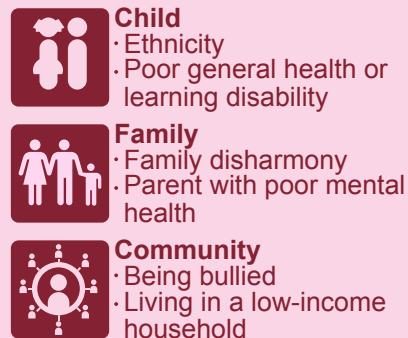 Child
· Ethnicity
· Poor general health or
learning disability
Family
· Family disharmony
· Parent with poor mental
health
Community
· Being bullied
· Living in a low-income
household